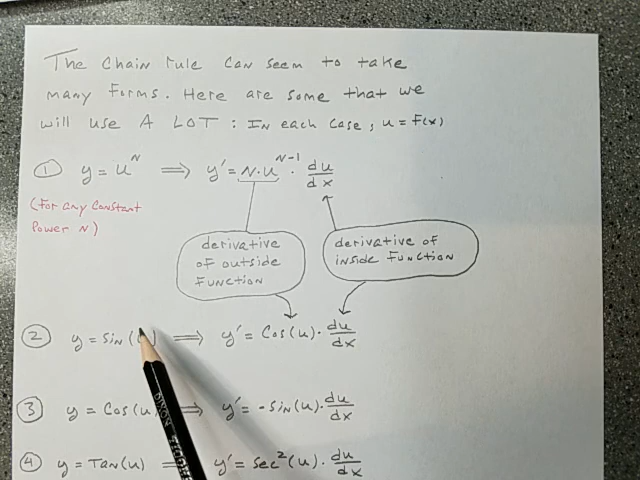 The Chain rule can seem to take
many forms. Here are some that we
will use A LOT: In each case, u = f(x)
① y = u^N ⟹ y' = N·u^(N-1) · du/dx
(for any constant
Power N)
derivative
of outside
Function
derivative of
inside Function
② y = Sin( ⟹ y' = Cos(u) · du/dx
③ y = Cos(u ⟹ y' = -Sin(u) · du/dx
④ y = Tan(u) ⟹ y' = Sec²(u) · du/dx